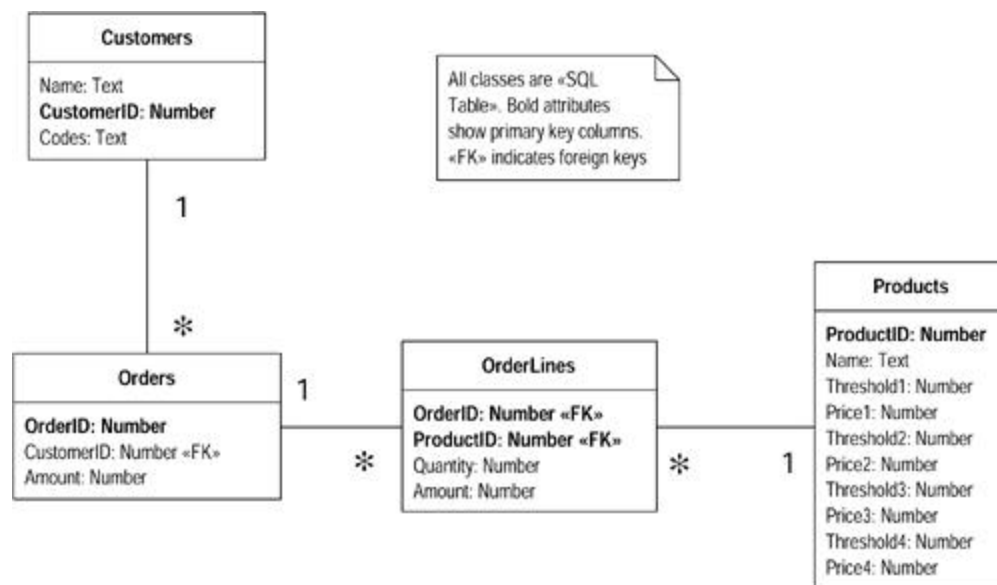 Customers
Name: Text
CustomerID: Number
Codes: Text
All classes are «SQL
Table». Bold attributes
show primary key columns.
«FK» indicates foreign keys
1
*
Orders
OrderID: Number
CustomerID: Number «FK»
Amount: Number
1
*
OrderLines
OrderID: Number «FK»
ProductID: Number «FK»
Quantity: Number
Amount: Number
*
1
Products
ProductID: Number
Name: Text
Threshold1: Number
Price1: Number
Threshold2: Number
Price2: Number
Threshold3: Number
Price3: Number
Threshold4: Number
Price4: Number